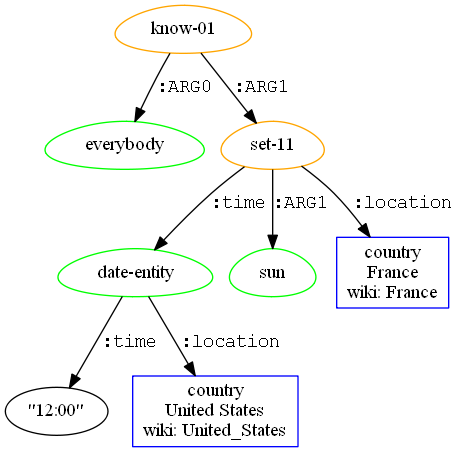 know-01
:ARG0
:ARG1
everybody
set-11
:time
:ARG1
:location
date-entity
sun
country
France
wiki: France
:time
:location
"12:00"
country
United States
wiki: United_States